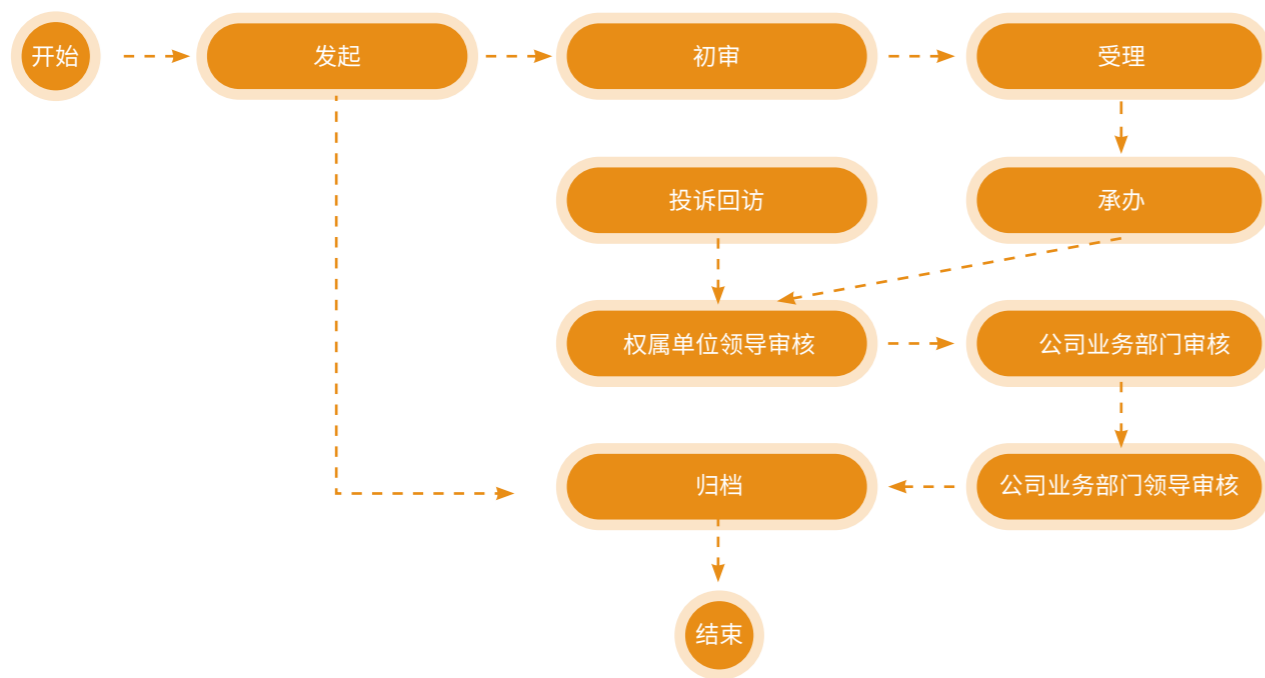 开始
发起
初审
受理
投诉回访
承办
权属单位领导审核
公司业务部门审核
归档
公司业务部门领导审核
结束